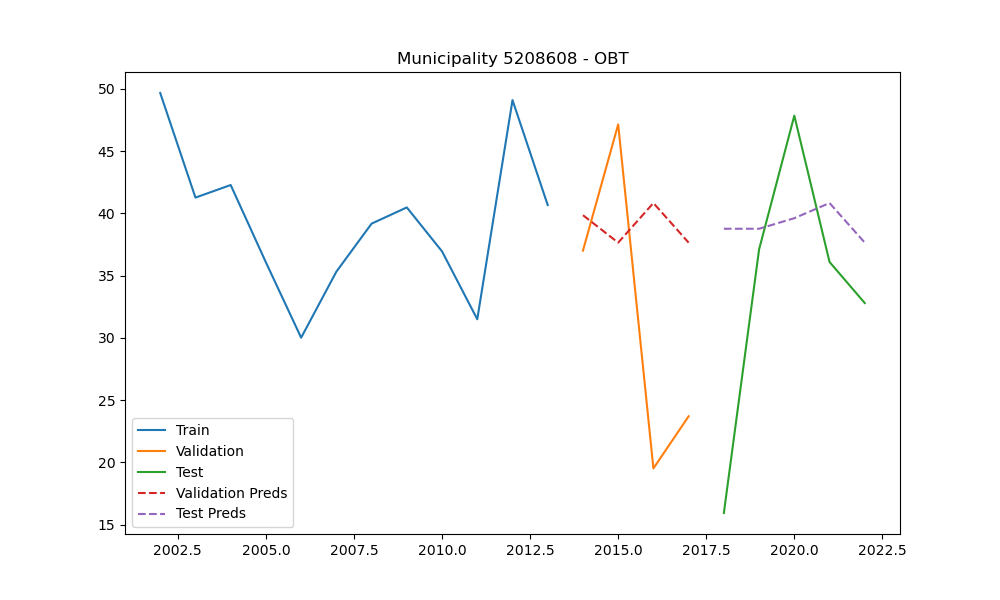 Municipality 5208608 - OBT
50
45
40
35
30
25
20
15
Train
Validation
Test
Validation Preds
Test Preds
2002.5 2005.0 2007.5 2010.0 2012.5 2015.0 2017.5 2020.0 2022.5